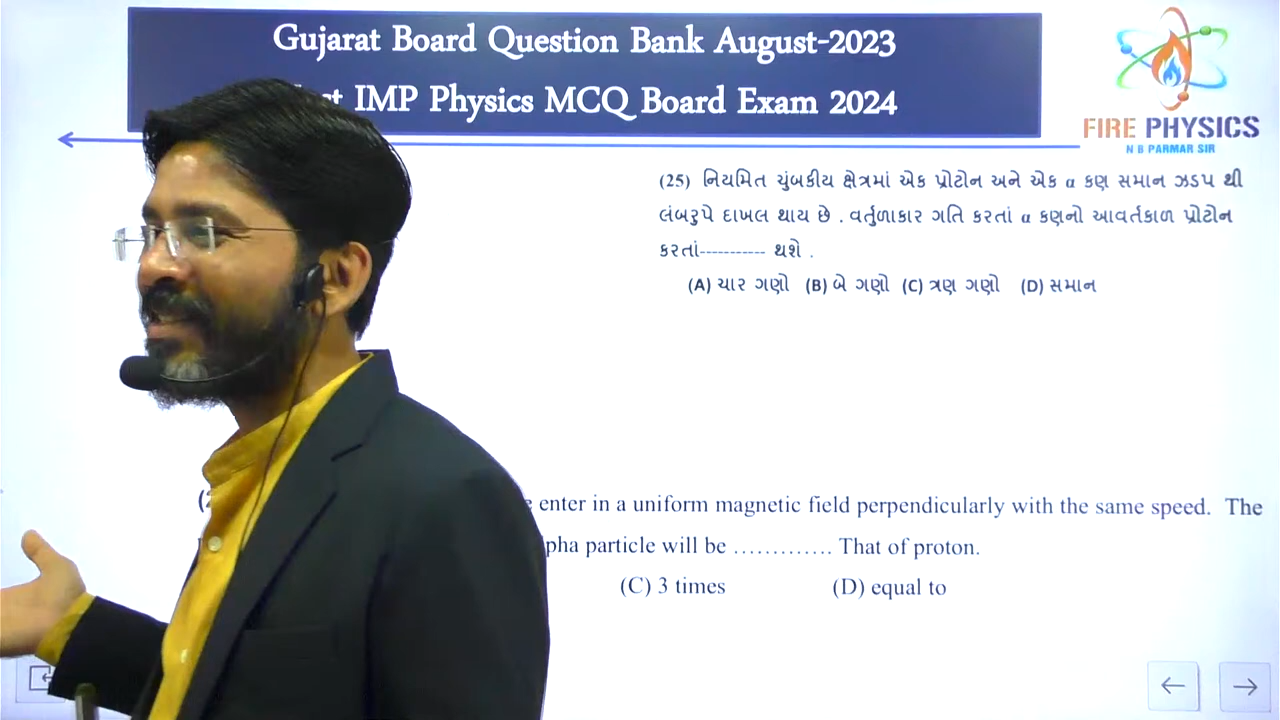 Gujarat Board Question Bank August-2023
IMP Physics MCQ Board Exam 2024
FIRE PHYSICS
N B PARMAR SIR
(25) નિયમિત ચુંબકીય ક્ષેત્રમાં એક પ્રોટોન અને એક α કણ સમાન ઝડપ થી
લંબરુપે દાખલ થાય છે . વર્તુળાકાર ગતિ કરતાં α કણનો આવર્તકાળ પ્રોટોન
કરતાં----------- થશે .
(A) ચાર ગણો (B) બે ગણો (C) ત્રણ ગણો (D) સમાન
enter in a uniform magnetic field perpendicularly with the same speed. The
pha particle will be …………. That of proton.
(C) 3 times (D) equal to